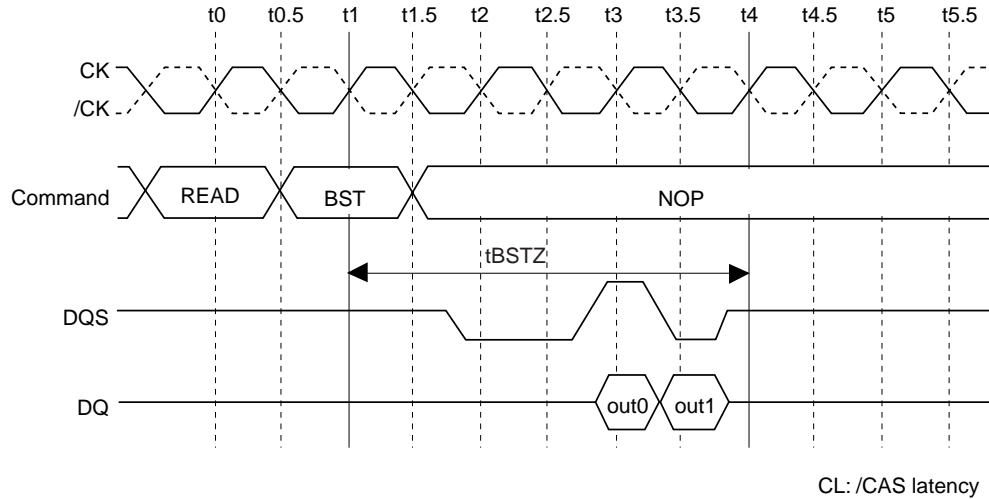 t0 t0.5 t1 t1.5 t2 t2.5 t3 t3.5 t4 t4.5 t5 t5.5
CK
/CK
Command READ BST NOP
tBSTZ
DQS
DQ out0 out1
CL: /CAS latency